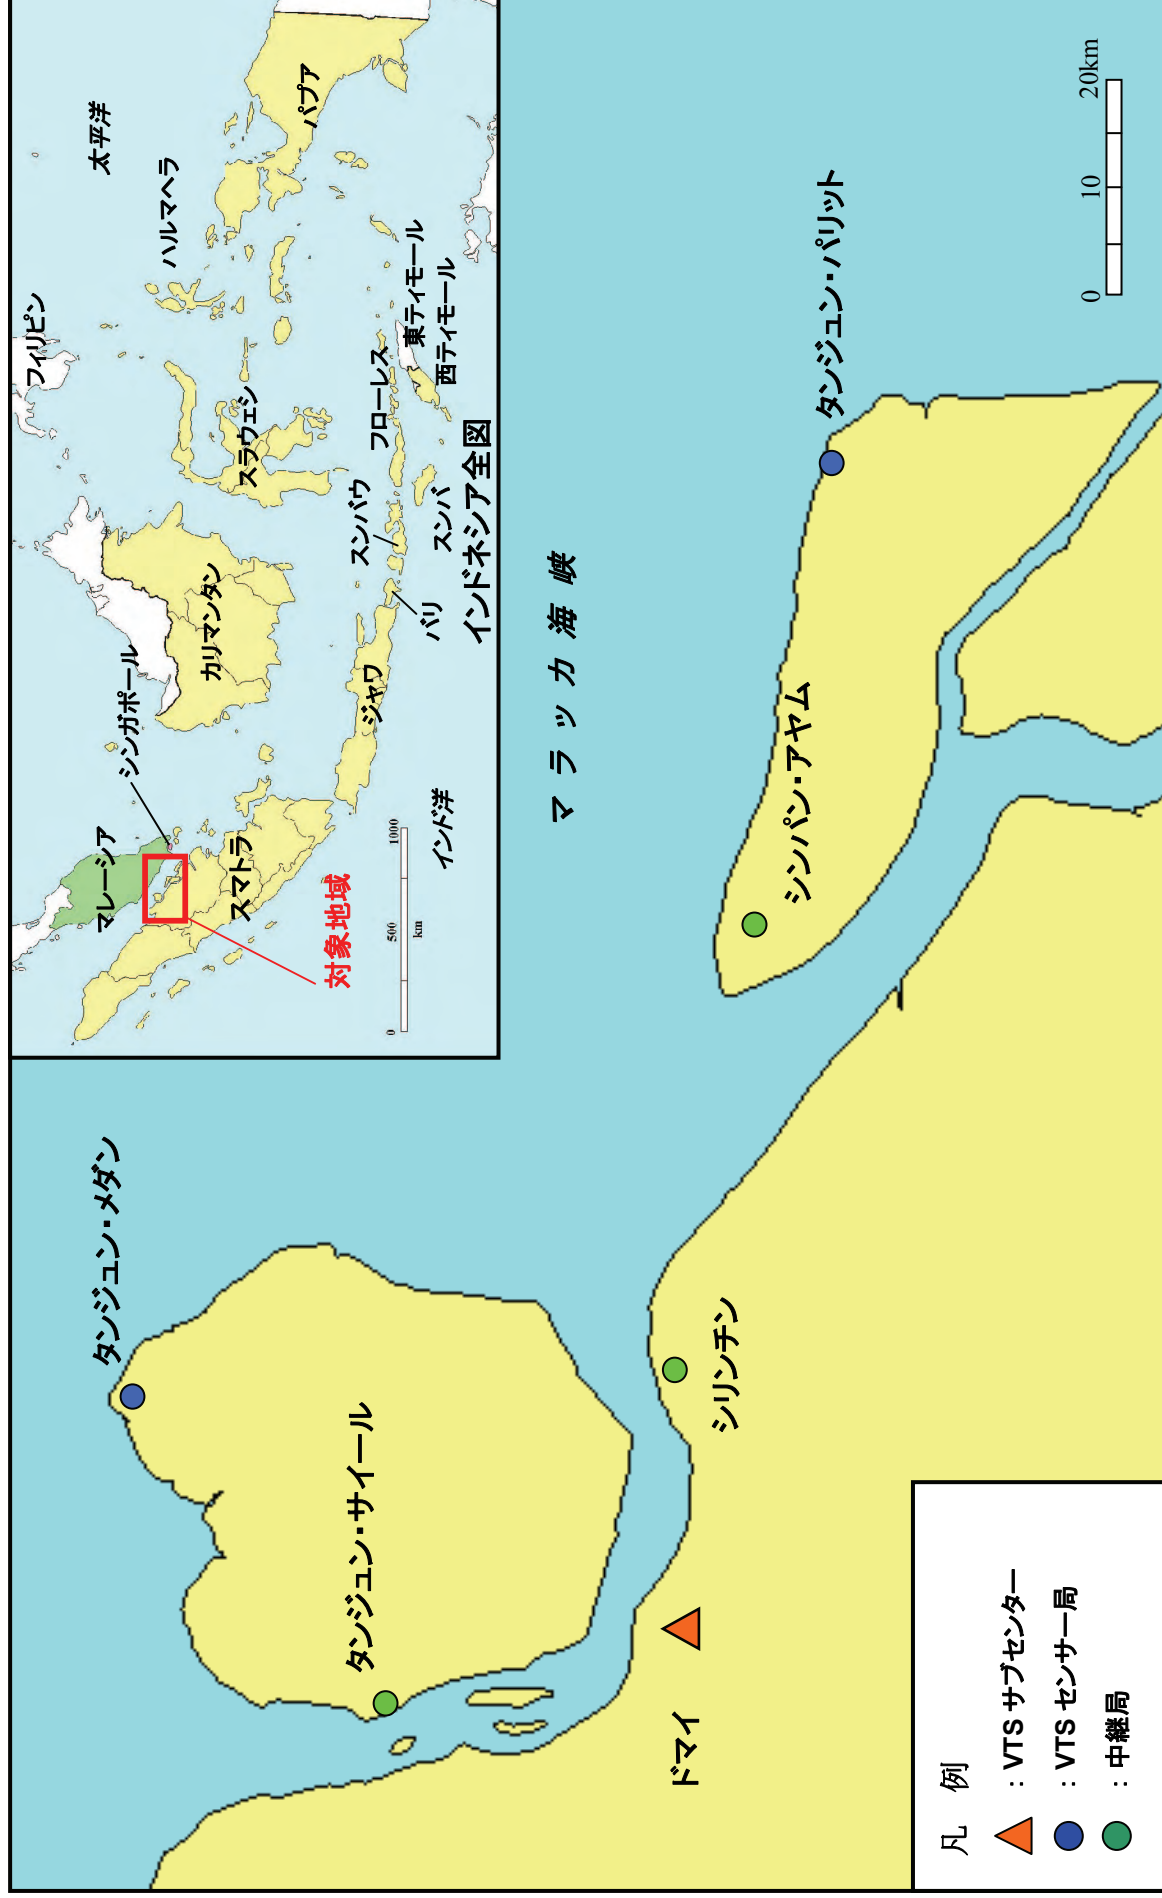 フィリピン
太平洋
マレーシア
シンガポール
ハルマヘラ
カリマンタン
スラウェシ
パプア
スマトラ
対象地域
ジャワ
スンバウ
フローレス
東ティモール
西ティモール
バリ
スンバ
インド洋
0
500
1000
km
インドネシア全図
タンジュン・メダン
タンジュン・サイール
マラッカ海峡
シリンチン
ドマイ
シンパン・アヤム
タンジュン・パリット
凡例
: VTS サブセンター
: VTS センサー局
: 中継局
0
10
20km